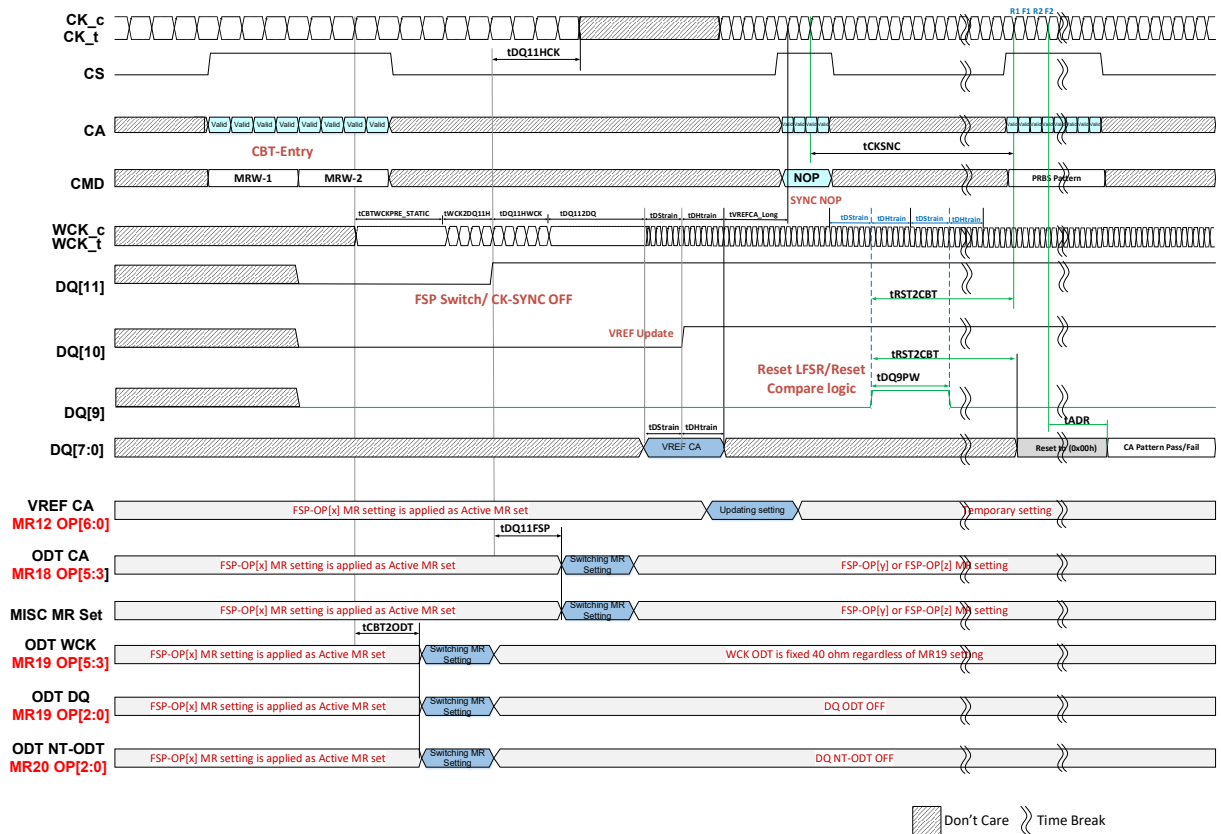 CK_c
CK_t
R1 F1 R2 F2
tDQ11HCK
CS
CA
Valid Valid Valid Valid Valid Valid Valid Valid
Valid Valid Valid Valid
Valid Valid Valid Valid Valid Valid Valid Valid
CBT-Entry
tCKSNC
CMD
MRW-1
MRW-2
NOP
PRBS Pattern
SYNC NOP
tCBTWCKPRE_STATIC
tWCK2DQ11H
tDQ11HWCK
tDQ112DQ
tDStrain
tDHtrain
tVREFCA_Long
tDStrain
tDHtrain
tDStrain
tDHtrain
WCK_c
WCK_t
DQ[11]
FSP Switch/ CK-SYNC OFF
tRST2CBT
VREF Update
DQ[10]
tRST2CBT
Reset LFSR/Reset
Compare logic
tDQ9PW
DQ[9]
tADR
tDStrain
tDHtrain
DQ[7:0]
VREF CA
Reset to (0x00h)
CA Pattern Pass/Fail
VREF CA
MR12 OP[6:0]
FSP-OP[x] MR setting is applied as Active MR set
Updating setting
Temporary setting
tDQ11FSP
ODT CA
MR18 OP[5:3]
FSP-OP[x] MR setting is applied as Active MR set
Switching MR
Setting
FSP-OP[y] or FSP-OP[z] MR setting
MISC MR Set
FSP-OP[x] MR setting is applied as Active MR set
Switching MR
Setting
FSP-OP[y] or FSP-OP[z] MR setting
tCBT2ODT
ODT WCK
MR19 OP[5:3]
FSP-OP[x] MR setting is applied as Active MR set
Switching MR
Setting
WCK ODT is fixed 40 ohm regardless of MR19 setting
ODT DQ
MR19 OP[2:0]
FSP-OP[x] MR setting is applied as Active MR set
Switching MR
Setting
DQ ODT OFF
ODT NT-ODT
MR20 OP[2:0]
FSP-OP[x] MR setting is applied as Active MR set
Switching MR
Setting
DQ NT-ODT OFF
Don't Care
Time Break